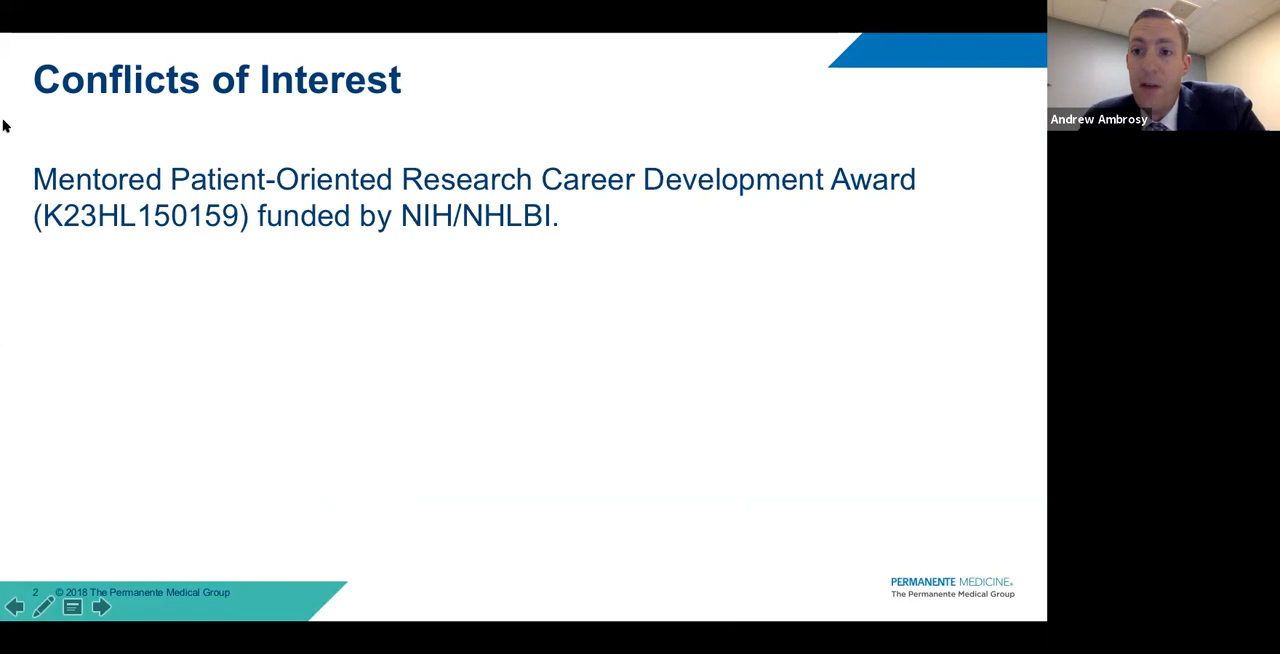 Conflicts of Interest
Andrew Ambrosy
Mentored Patient-Oriented Research Career Development Award
(K23HL150159) funded by NIH/NHLBI.
2 © 2018 The Permanente Medical Group
PERMANENTE MEDICINE®
The Permanente Medical Group